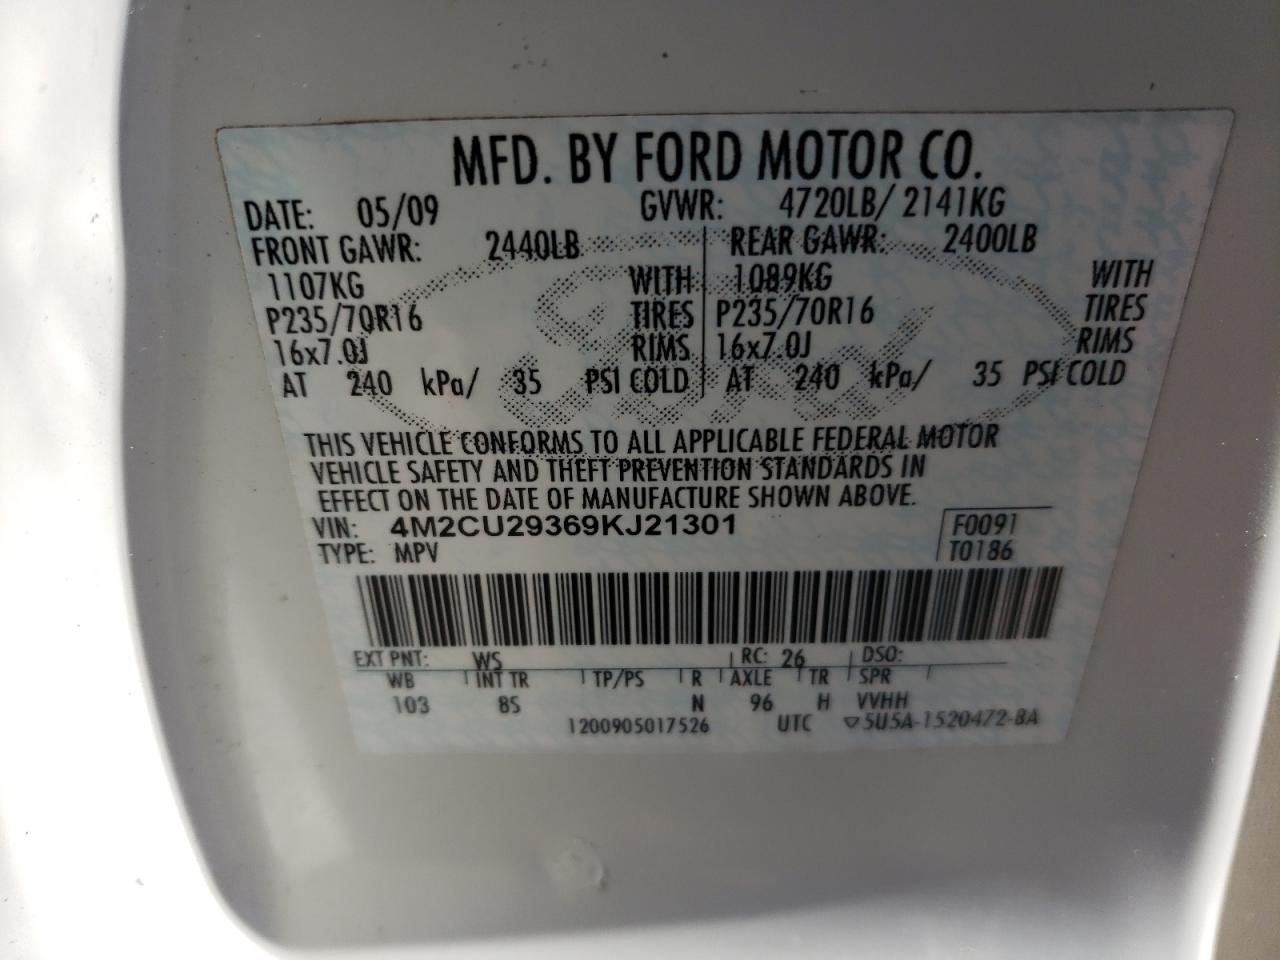 MFD. BY FORD MOTOR CO.
DATE: 05/09 GVWR: 4720LB/ 2141KG
FRONT GAWR: 2440LB REAR GAWR: 2400LB
1107KG WITH 1089KG WITH
P235/70R16 TIRES P235/70R16 TIRES
16x7.0J RIMS 16x7.0J RIMS
AT 240 kPa/ 35 PSI COLD AT 240 kPa/ 35 PSI COLD
Ford
THIS VEHICLE CONFORMS TO ALL APPLICABLE FEDERAL MOTOR
VEHICLE SAFETY AND THEFT PREVENTION STANDARDS IN
EFFECT ON THE DATE OF MANUFACTURE SHOWN ABOVE.
VIN: 4M2CU29369KJ21301 F0091
TYPE: MPV T0186
EXT PNT: WS RC: 26 DSO:
WB INT TR TP/PS R AXLE TR SPR
103 8S N 96 H VVHH
1200905017526 UTC ▽5U5A-1520472-BA